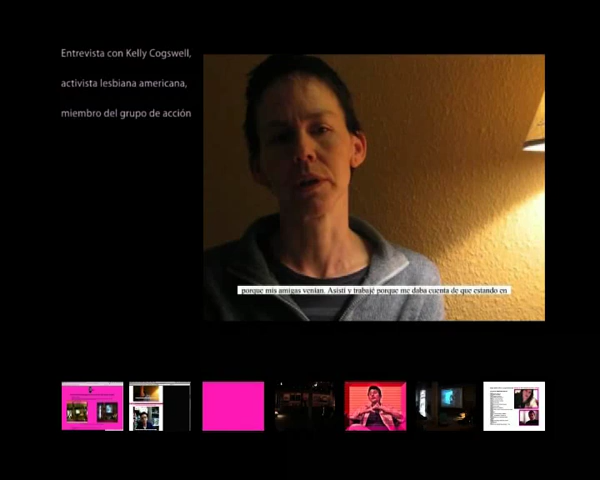 Entrevista con Kelly Cogswell,
activista lesbiana americana,
miembro del grupo de acción
porque mis amigas venían. Asistí y trabajé porque me daba cuenta de que estando en